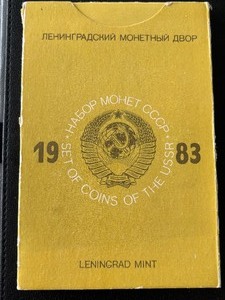 ЛЕНИНГРАДСКИЙ МОНЕТНЫЙ ДВОР
НАБОР МОНЕТ СССР
19 83
SET OF COINS OF THE USSR
LENINGRAD MINT